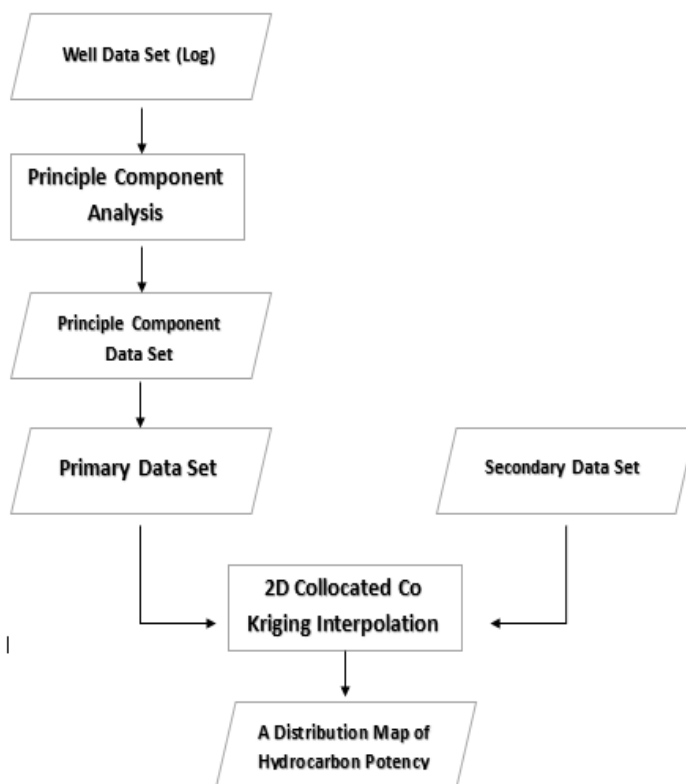 Well Data Set (Log)
Principle Component
Analysis
Principle Component
Data Set
Primary Data Set
Secondary Data Set
2D Collocated Co
Kriging Interpolation
A Distribution Map of
Hydrocarbon Potency